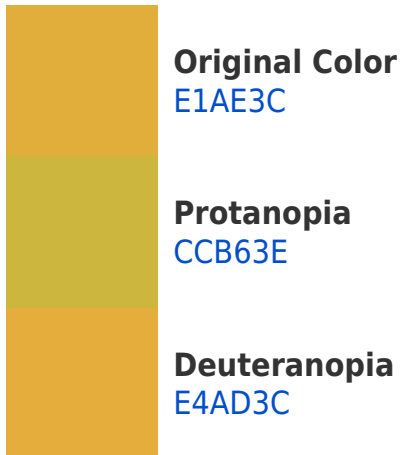 Original Color
E1AE3C
Protanopia
CCB63E
Deuteranopia
E4AD3C